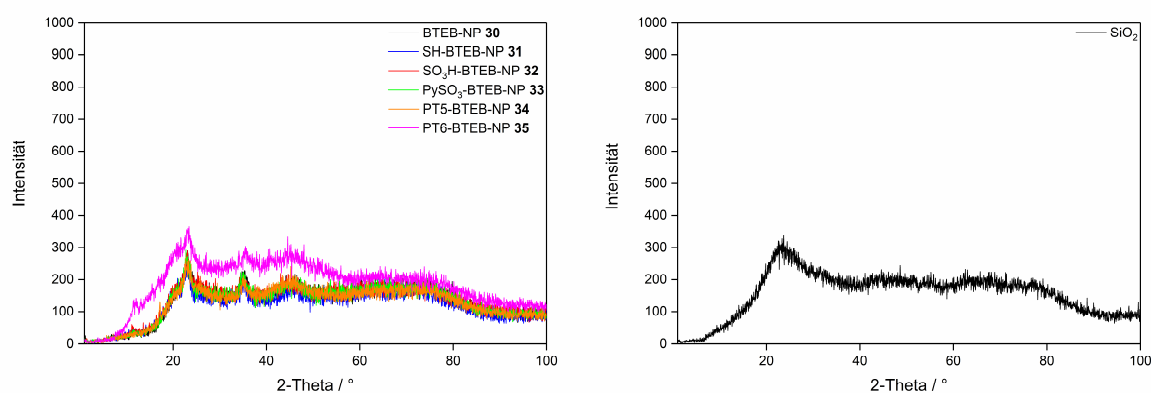 1000
900
800
700
600
500
400
300
200
100
0
20
40
60
80
100
Intensität
2-Theta / °
BTEB-NP 30
SH-BTEB-NP 31
SO₃H-BTEB-NP 32
PySO₃-BTEB-NP 33
PT5-BTEB-NP 34
PT6-BTEB-NP 35
1000
900
800
700
600
500
400
300
200
100
0
20
40
60
80
100
Intensität
2-Theta / °
SiO₂